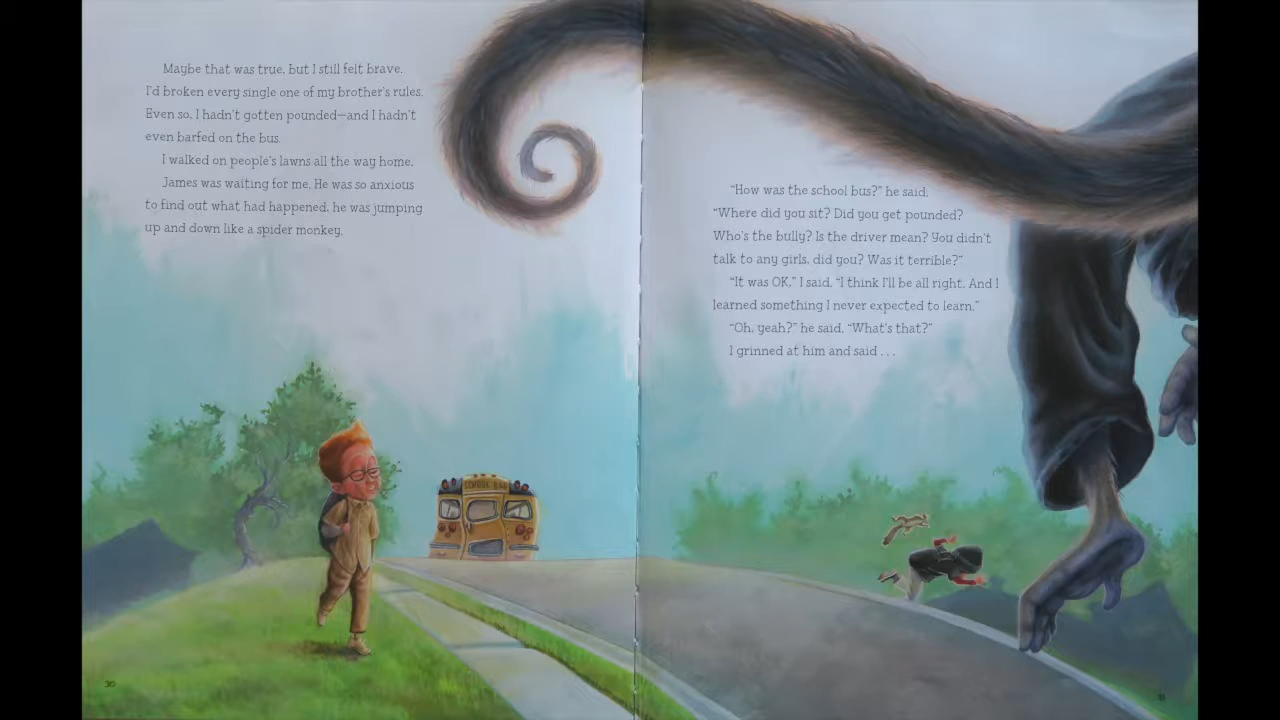 Maybe that was true, but I still felt brave.
I'd broken every single one of my brother's rules.
Even so, I hadn't gotten pounded—and I hadn't
even barfed on the bus.
I walked on people's lawns all the way home.
James was waiting for me. He was so anxious
to find out what had happened, he was jumping
up and down like a spider monkey.
SCHOOL BUS
30
"How was the school bus?" he said.
"Where did you sit? Did you get pounded?
Who's the bully? Is the driver mean? You didn't
talk to any girls, did you? Was it terrible?"
"It was OK," I said. "I think I'll be all right. And I
learned something I never expected to learn."
"Oh, yeah?" he said. "What's that?"
I grinned at him and said . . .